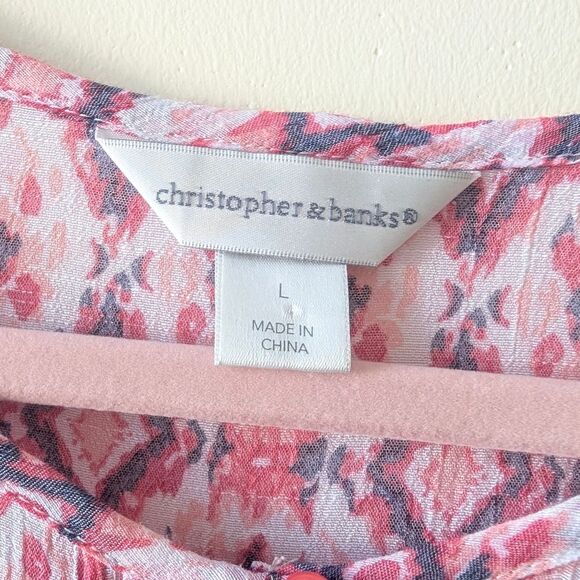 christopher & banks®
L
MADE IN
CHINA